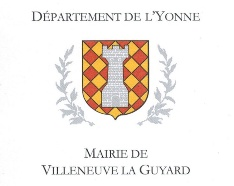 DÉPARTEMENT DE L'YONNE
MAIRIE DE
VILLENEUVE LA GUYARD